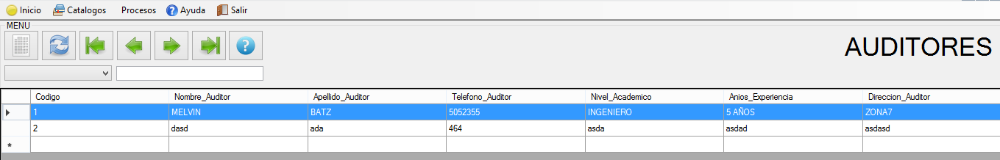 Inicio Catalogos Procesos ? Ayuda Salir
MENU
?
AUDITORES
Codigo Nombre_Auditor Apellido_Auditor Telefono_Auditor Nivel_Academico Anios_Experiencia Direccion_Auditor
1 MELVIN BATZ 5052355 INGENIERO 5 AÑOS ZONA7
2 dasd ada 464 asda asdad asdasd
*